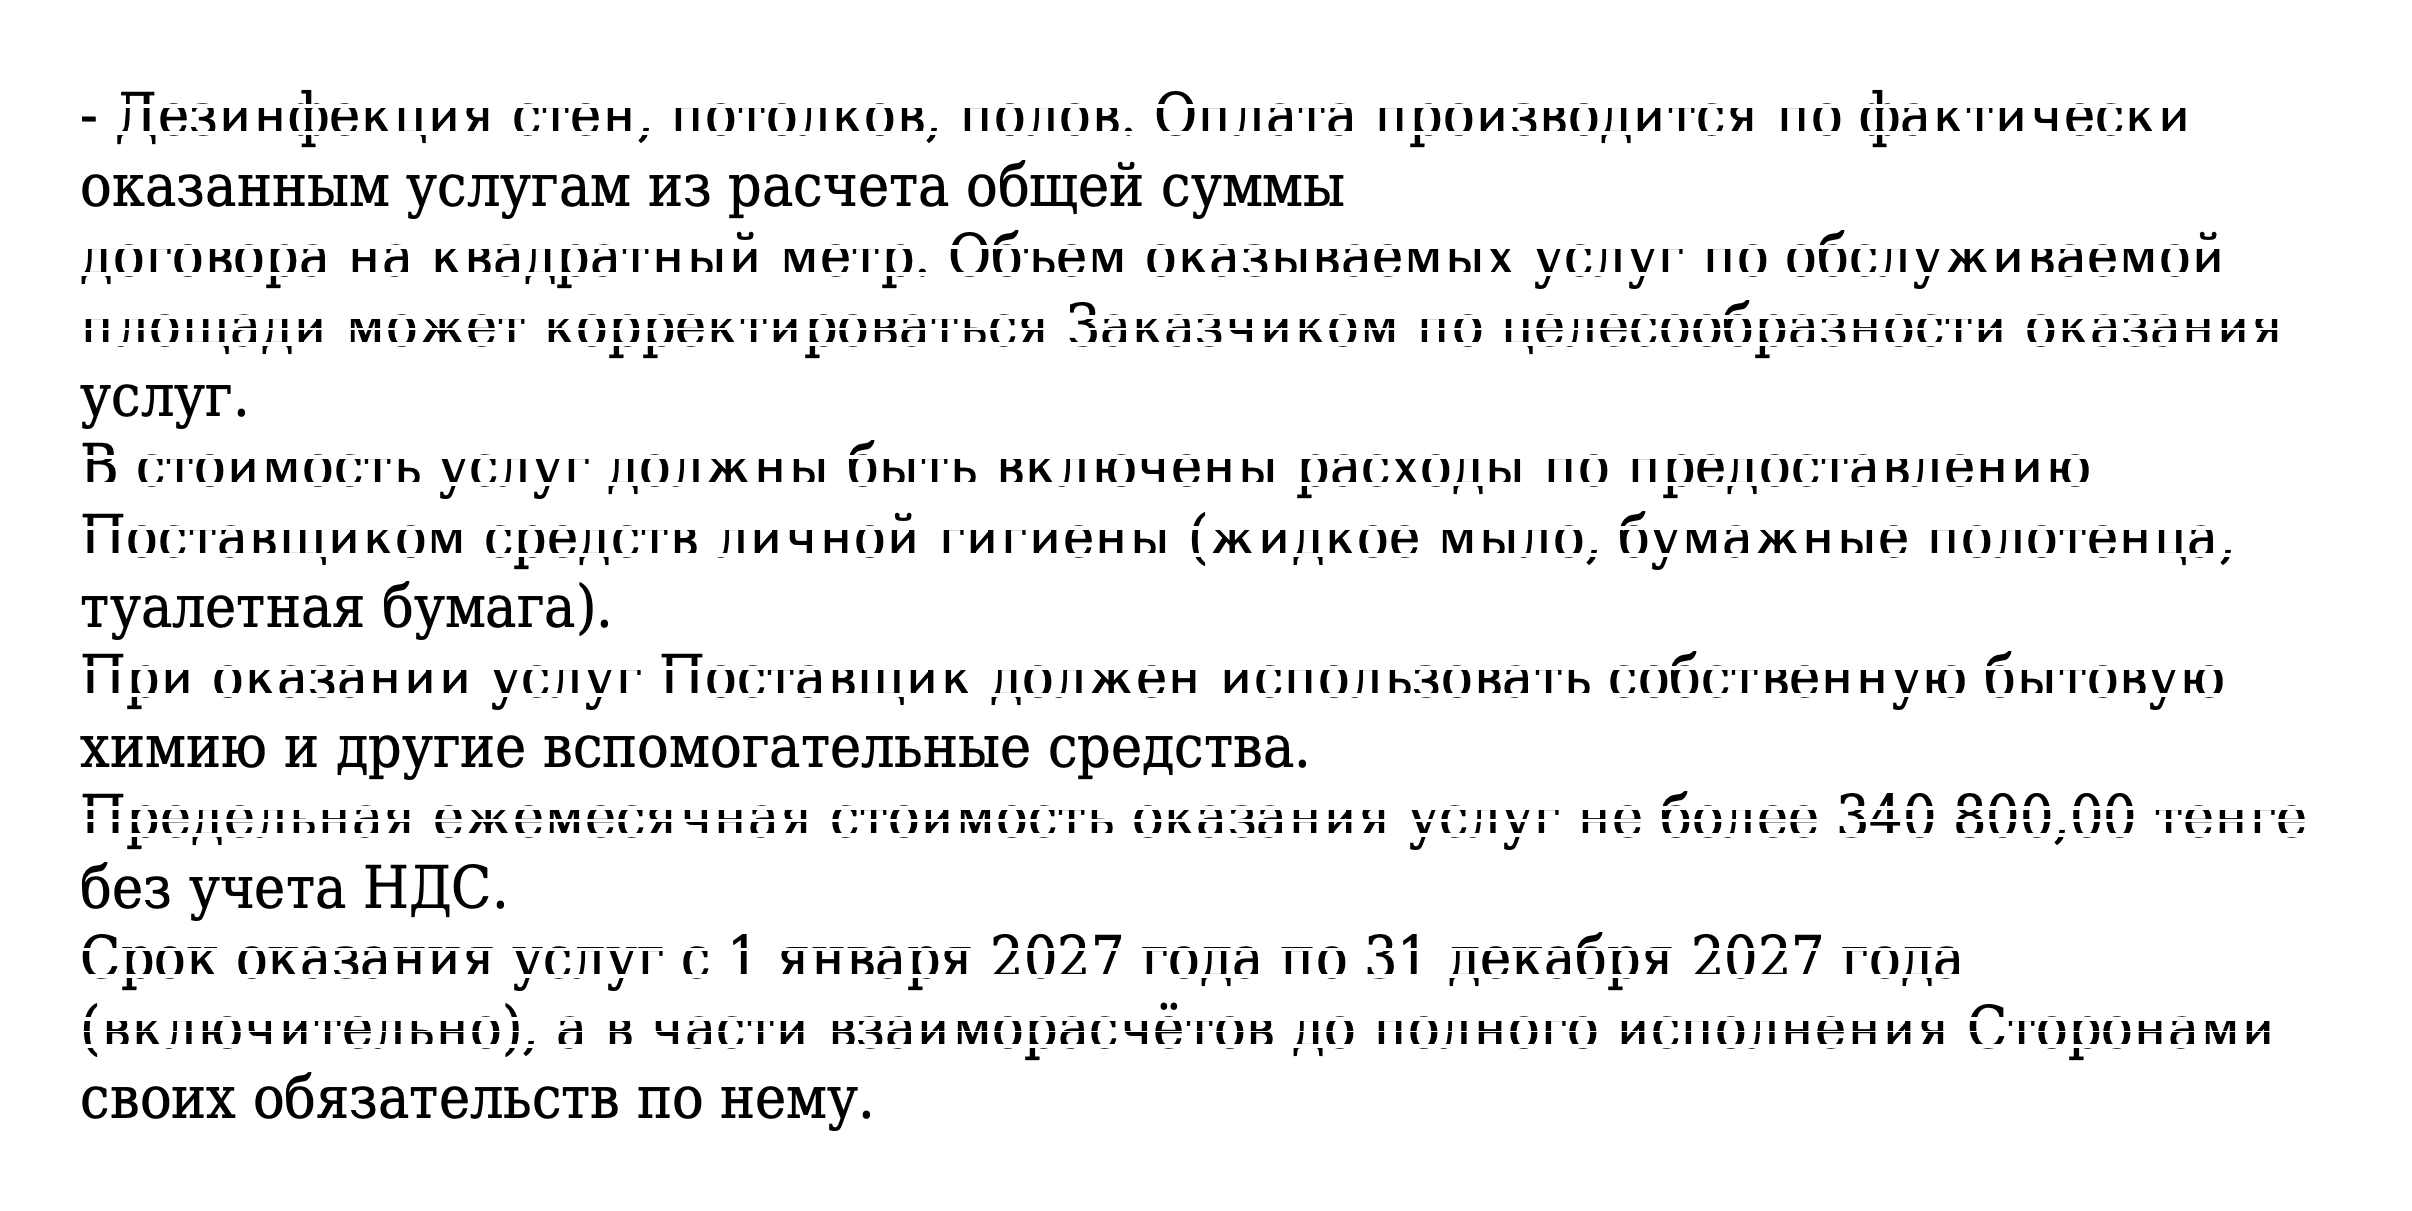 - Дезинфекция стен, потолков, полов. Оплата производится по фактически
оказанным услугам из расчета общей суммы
договора на квадратный метр. Объем оказываемых услуг по обслуживаемой
площади может корректироваться Заказчиком по целесообразности оказания
услуг.
В стоимость услуг должны быть включены расходы по предоставлению
Поставщиком средств личной гигиены (жидкое мыло, бумажные полотенца,
туалетная бумага).
При оказании услуг Поставщик должен использовать собственную бытовую
химию и другие вспомогательные средства.
Предельная ежемесячная стоимость оказания услуг не более 340 800,00 тенге
без учета НДС.
Срок оказания услуг с 1 января 2027 года по 31 декабря 2027 года
(включительно), а в части взаиморасчётов до полного исполнения Сторонами
своих обязательств по нему.